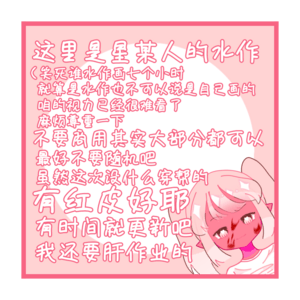 这里是星某人的水作
(笑死谁水作画七个小时
就算是水作也不可以说是自己画的
咱的视力已经很难看了
麻烦尊重一下
不要商用其实大部分都可以
最好不要随机吧
虽然这次没什么穿帮的
有红皮好耶
有时间就更新吧
我还要肝作业的